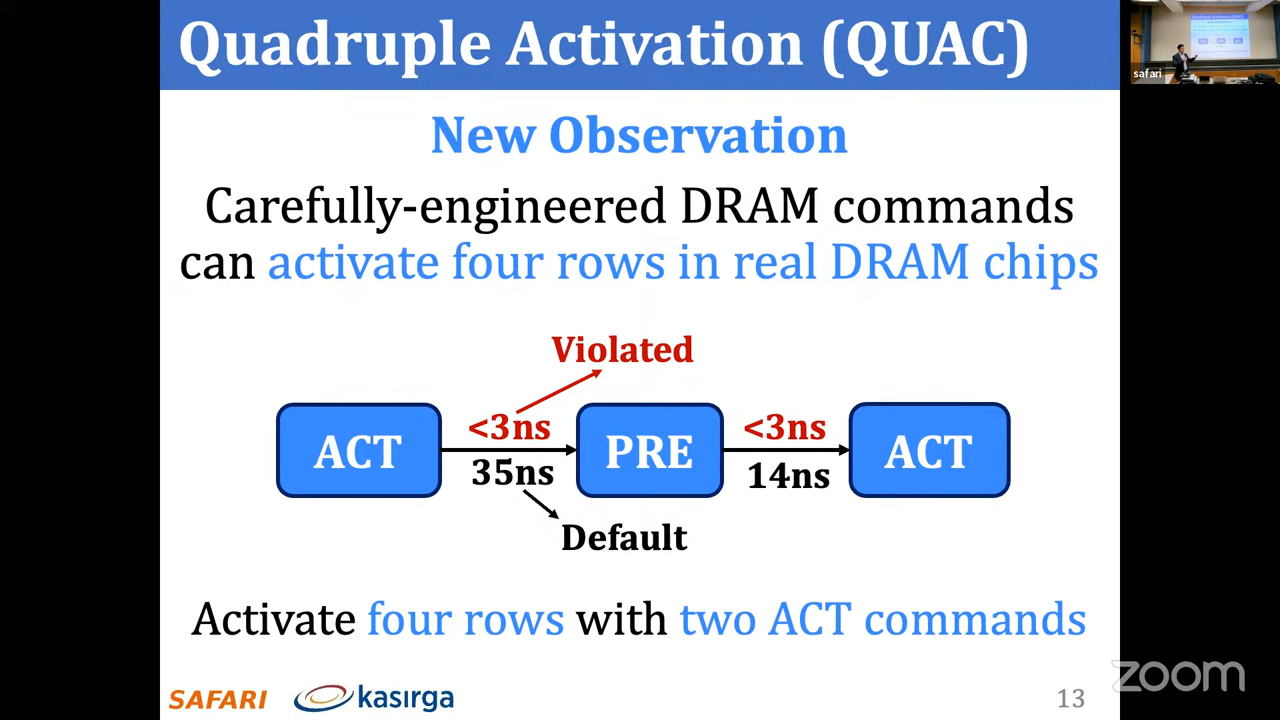 Quadruple Activation (QUAC)
safari
New Observation
Carefully-engineered DRAM commands
can activate four rows in real DRAM chips
Violated
ACT
<3ns
35ns
PRE
<3ns
14ns
ACT
Default
Activate four rows with two ACT commands
SAFARI
kasırga
13
zoom